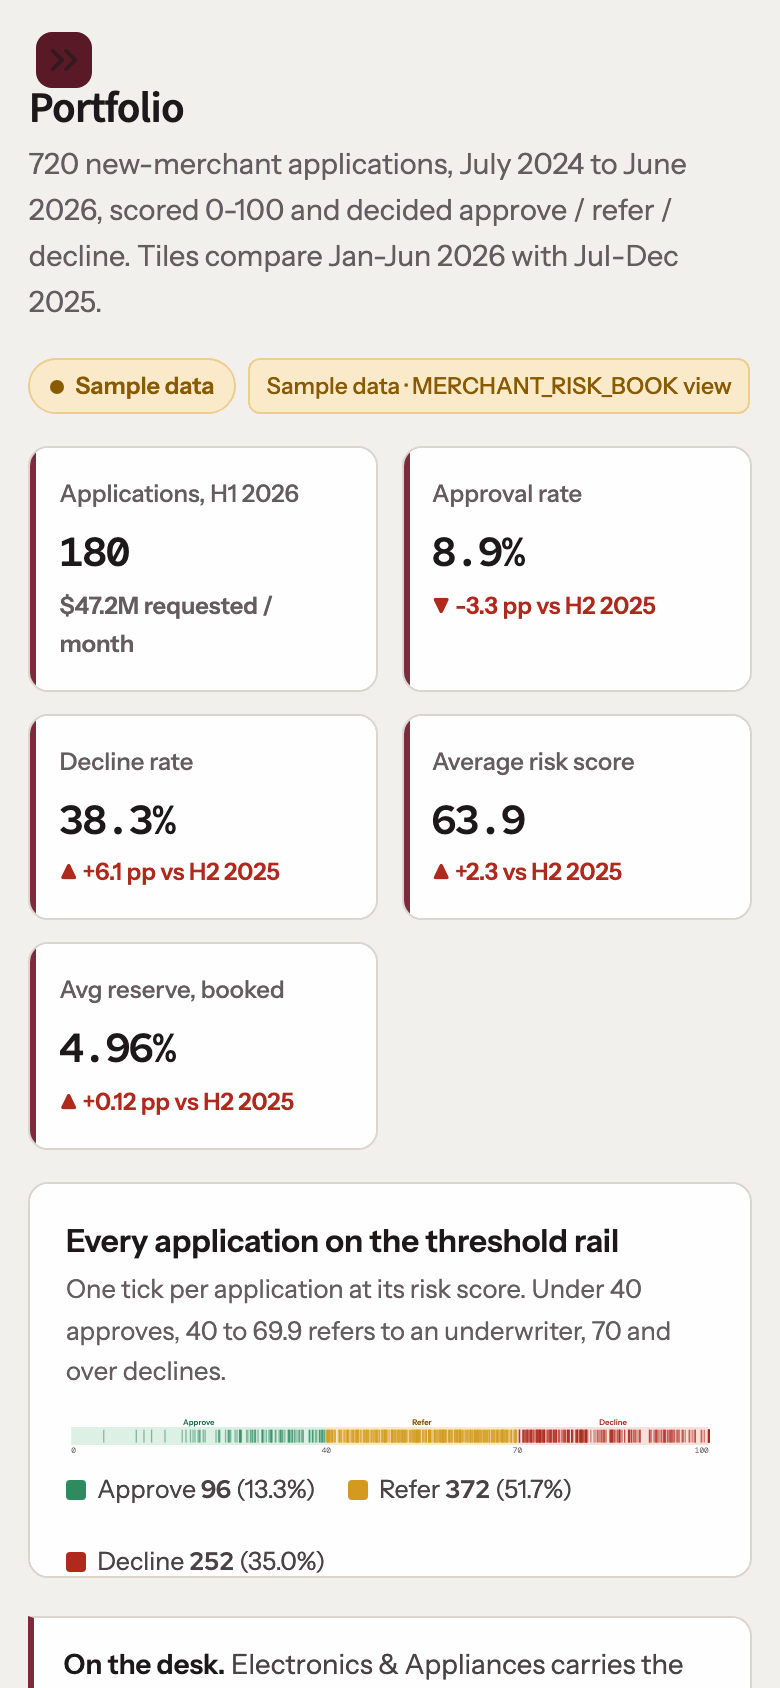 Portfolio
720 new-merchant applications, July 2024 to June
2026, scored 0-100 and decided approve / refer /
decline. Tiles compare Jan-Jun 2026 with Jul-Dec
2025.
Sample data
Sample data · MERCHANT_RISK_BOOK view
Applications, H1 2026
180
$47.2M requested /
month
Approval rate
8.9%
▼ -3.3 pp vs H2 2025
Decline rate
38.3%
▲ +6.1 pp vs H2 2025
Average risk score
63.9
▲ +2.3 vs H2 2025
Avg reserve, booked
4.96%
▲ +0.12 pp vs H2 2025
Every application on the threshold rail
One tick per application at its risk score. Under 40
approves, 40 to 69.9 refers to an underwriter, 70 and
over declines.
Approve Refer Decline
0 40 70 100
Approve 96 (13.3%) Refer 372 (51.7%)
Decline 252 (35.0%)
On the desk. Electronics & Appliances carries the